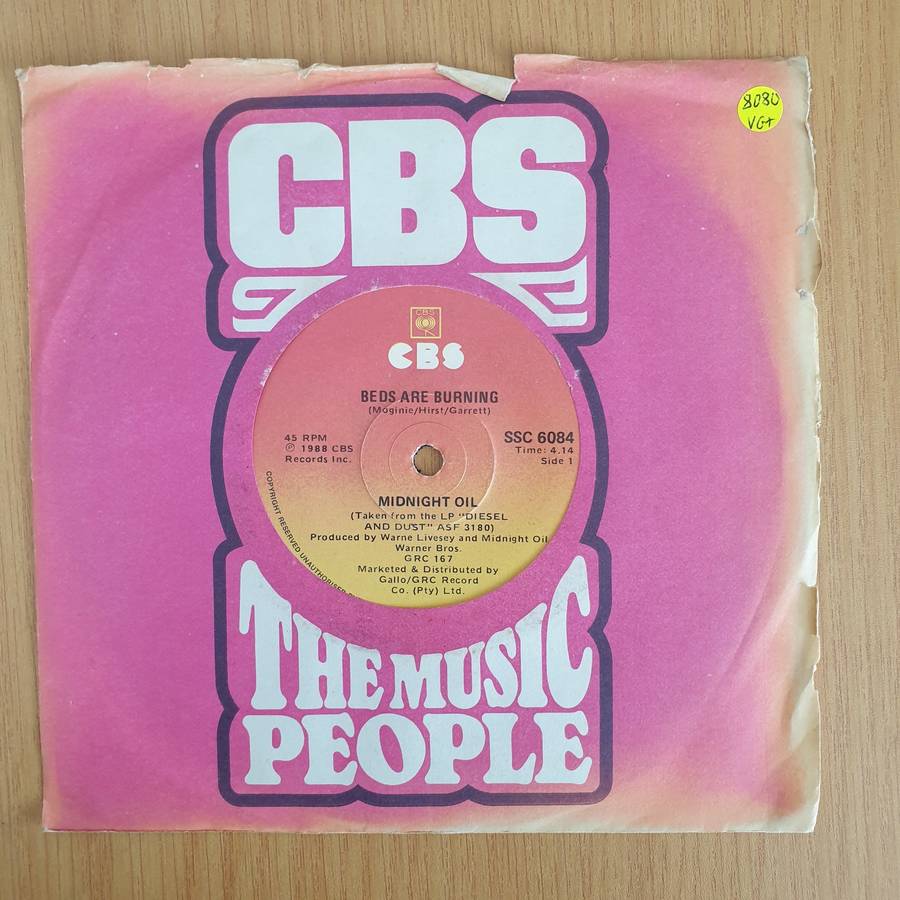 CBS
8080
VG+
CBS
CBS
BEDS ARE BURNING
(Moginie/Hirst/Garrett)
45 RPM
℗ 1988 CBS
Records Inc.
SSC 6084
Time: 4.14
Side 1
MIDNIGHT OIL
(Taken from the LP "DIESEL
AND DUST" ASF 3180)
Produced by Warne Livesey and Midnight Oil
Warner Bros.
GRC 167
Marketed & Distributed by
Gallo/GRC Record
Co. (Pty) Ltd.
COPYRIGHT RESERVED UNAUTHORISED
THE MUSIC
PEOPLE